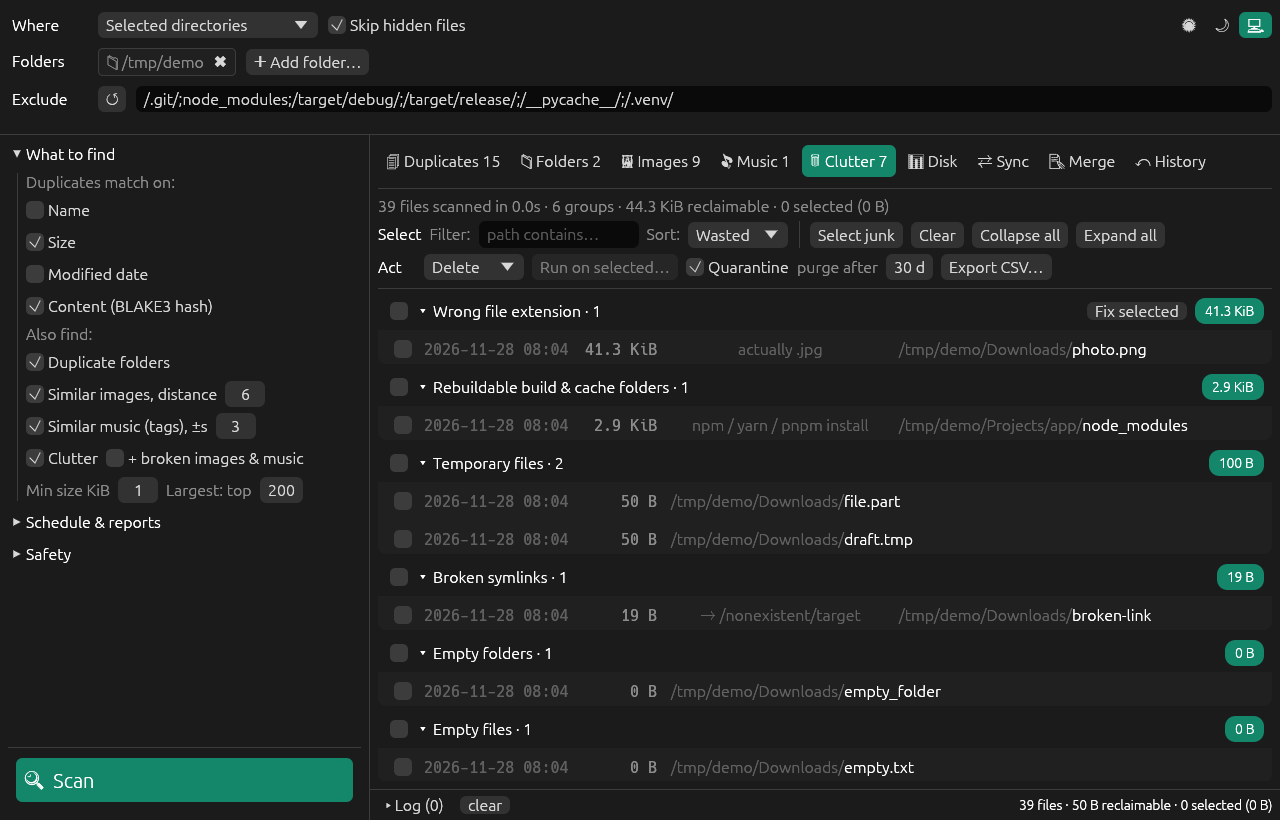 Where Selected directories Skip hidden files
Folders /tmp/demo Add folder…
Exclude /.git/;node_modules;/target/debug/;/target/release/;/__pycache__/;/.venv/
What to find
Duplicates match on:
Name
Size
Modified date
Content (BLAKE3 hash)
Also find:
Duplicate folders
Similar images, distance 6
Similar music (tags), ±s 3
Clutter + broken images & music
Min size KiB 1 Largest: top 200
Schedule & reports
Safety
Scan
Duplicates 15 Folders 2 Images 9 Music 1 Clutter 7 Disk Sync Merge History
39 files scanned in 0.0s · 6 groups · 44.3 KiB reclaimable · 0 selected (0 B)
Select Filter: path contains… Sort: Wasted Select junk Clear Collapse all Expand all
Act Delete Run on selected… Quarantine purge after 30 d Export CSV…
Wrong file extension · 1 Fix selected 41.3 KiB
2026-11-28 08:04 41.3 KiB actually .jpg /tmp/demo/Downloads/photo.png
Rebuildable build & cache folders · 1 2.9 KiB
2026-11-28 08:04 2.9 KiB npm / yarn / pnpm install /tmp/demo/Projects/app/node_modules
Temporary files · 2 100 B
2026-11-28 08:04 50 B /tmp/demo/Downloads/file.part
2026-11-28 08:04 50 B /tmp/demo/Downloads/draft.tmp
Broken symlinks · 1 19 B
2026-11-28 08:04 19 B → /nonexistent/target /tmp/demo/Downloads/broken-link
Empty folders · 1 0 B
2026-11-28 08:04 0 B /tmp/demo/Downloads/empty_folder
Empty files · 1 0 B
2026-11-28 08:04 0 B /tmp/demo/Downloads/empty.txt
Log (0) clear 39 files · 50 B reclaimable · 0 selected (0 B)